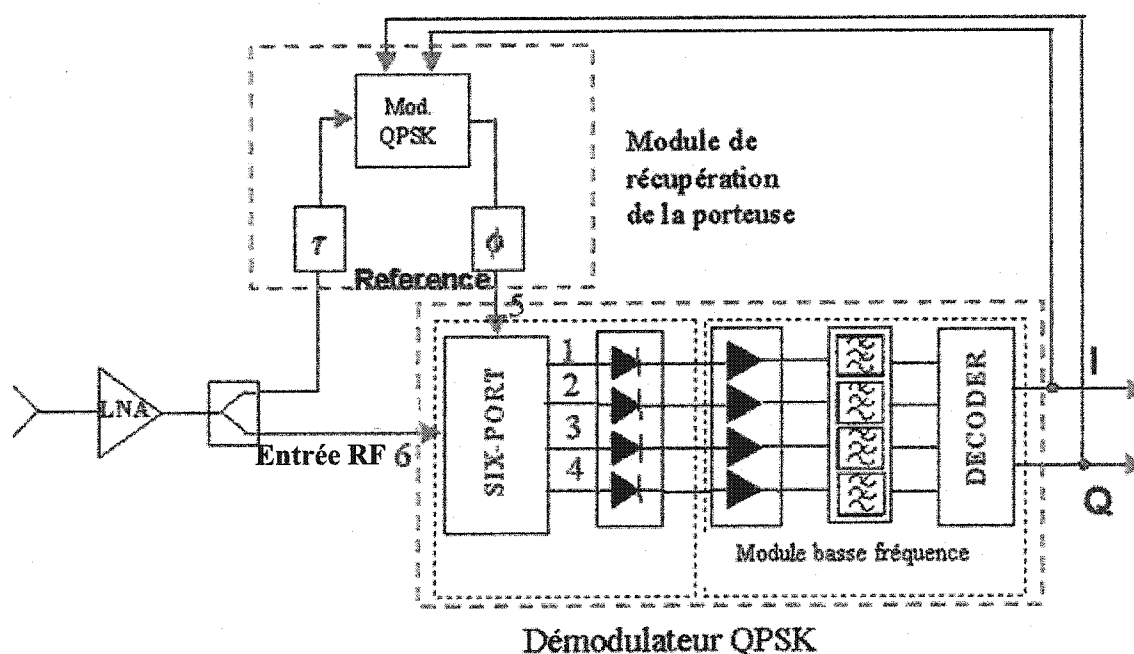 Mod.
QPSK
Module de
récupération
de la porteuse
τ
ϕ
Reference
5
LNA
Entrée RF 6
SIX-PORT
1
2
3
4
DECODER
I
Q
Module basse fréquence
Démodulateur QPSK